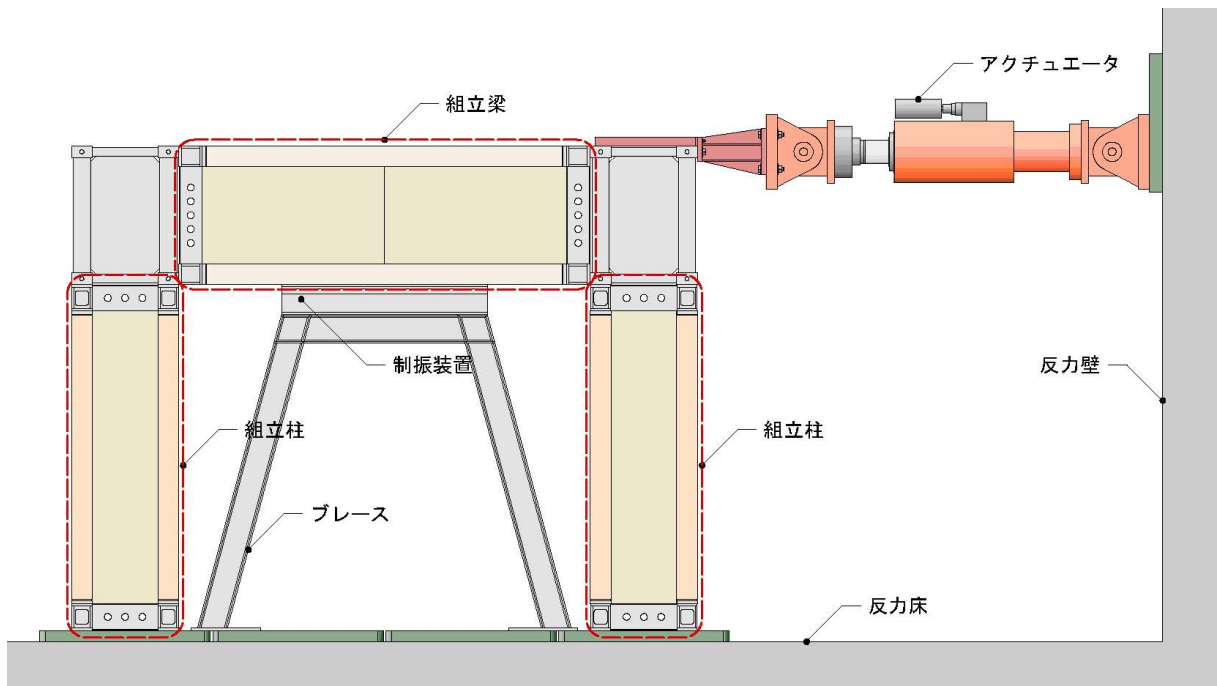 アクチュエータ
組立梁
制振装置
反力壁
組立柱
組立柱
ブレース
反力床